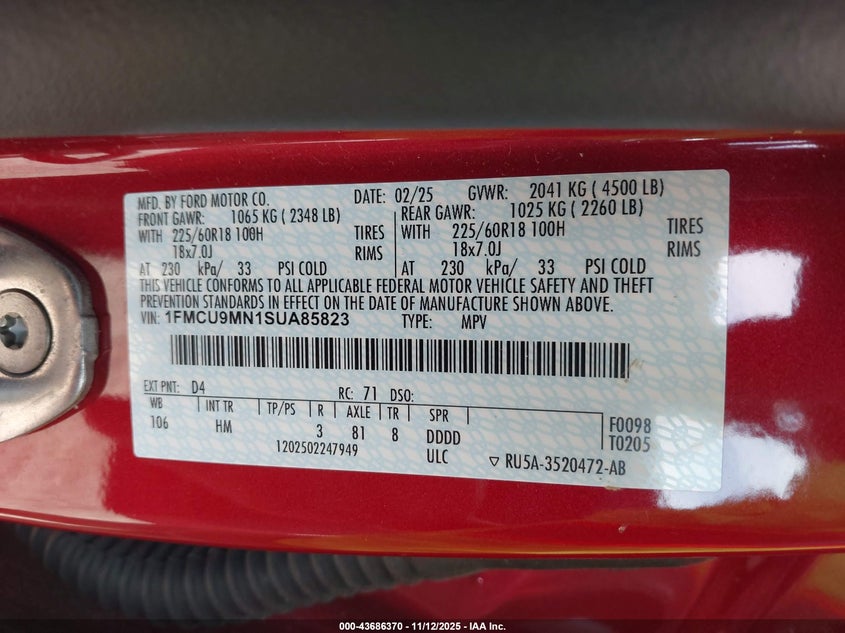 MFD. BY FORD MOTOR CO. DATE: 02/25 GVWR: 2041 KG ( 4500 LB)
FRONT GAWR: 1065 KG ( 2348 LB) REAR GAWR: 1025 KG ( 2260 LB)
WITH 225/60R18 100H TIRES WITH 225/60R18 100H TIRES
18x7.0J RIMS 18x7.0J RIMS
AT 230 kPa/ 33 PSI COLD AT 230 kPa/ 33 PSI COLD
THIS VEHICLE CONFORMS TO ALL APPLICABLE FEDERAL MOTOR VEHICLE SAFETY AND THEFT
PREVENTION STANDARDS IN EFFECT ON THE DATE OF MANUFACTURE SHOWN ABOVE.
VIN: 1FMCU9MN1SUA85823 TYPE: MPV
EXT PNT: D4 RC: 71 DSO:
WB INT TR TP/PS R AXLE TR SPR F0098
106 HM 3 81 8 DDDD T0205
1202502247949 ULC ▽ RU5A-3520472-AB
000-43686370 - 11/12/2025 - IAA Inc.